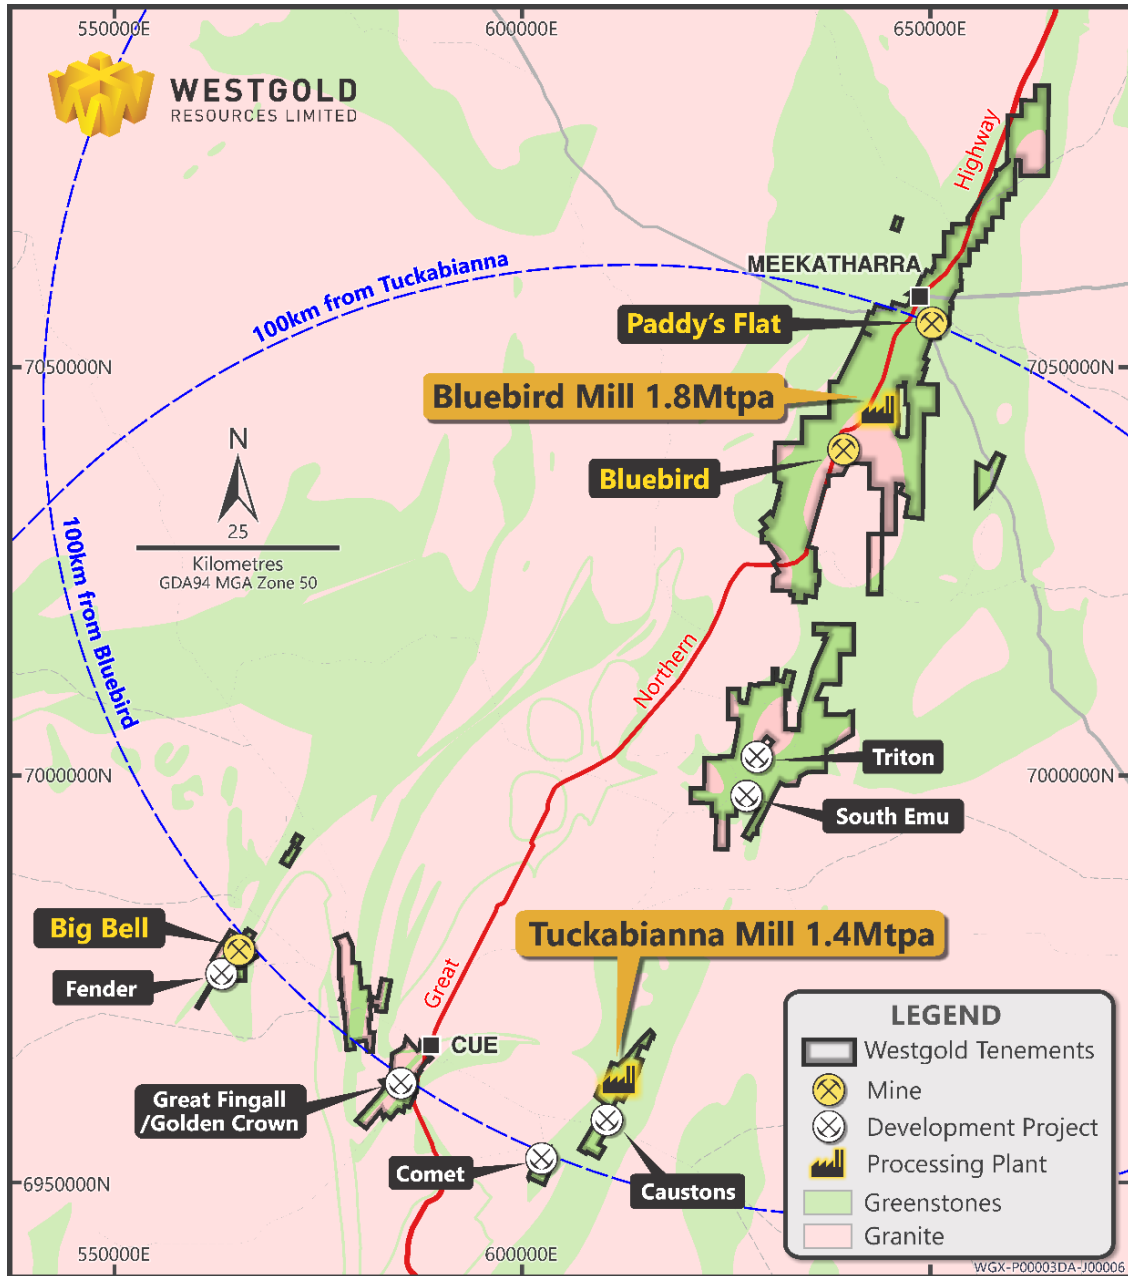 550000E
600000E
650000E
WESTGOLD
RESOURCES LIMITED
Highway
MEEKATHARRA
100km from Tuckabianna
Paddy's Flat
7050000N
7050000N
Bluebird Mill 1.8Mtpa
N
Bluebird
25
Kilometres
GDA94 MGA Zone 50
100km from Bluebird
Northern
Triton
7000000N
7000000N
South Emu
Big Bell
Tuckabianna Mill 1.4Mtpa
Fender
Great
CUE
Great Fingall
/Golden Crown
Comet
Caustons
6950000N
LEGEND
Westgold Tenements
Mine
Development Project
Processing Plant
Greenstones
Granite
550000E
600000E
WGX-P00003DA-J00006